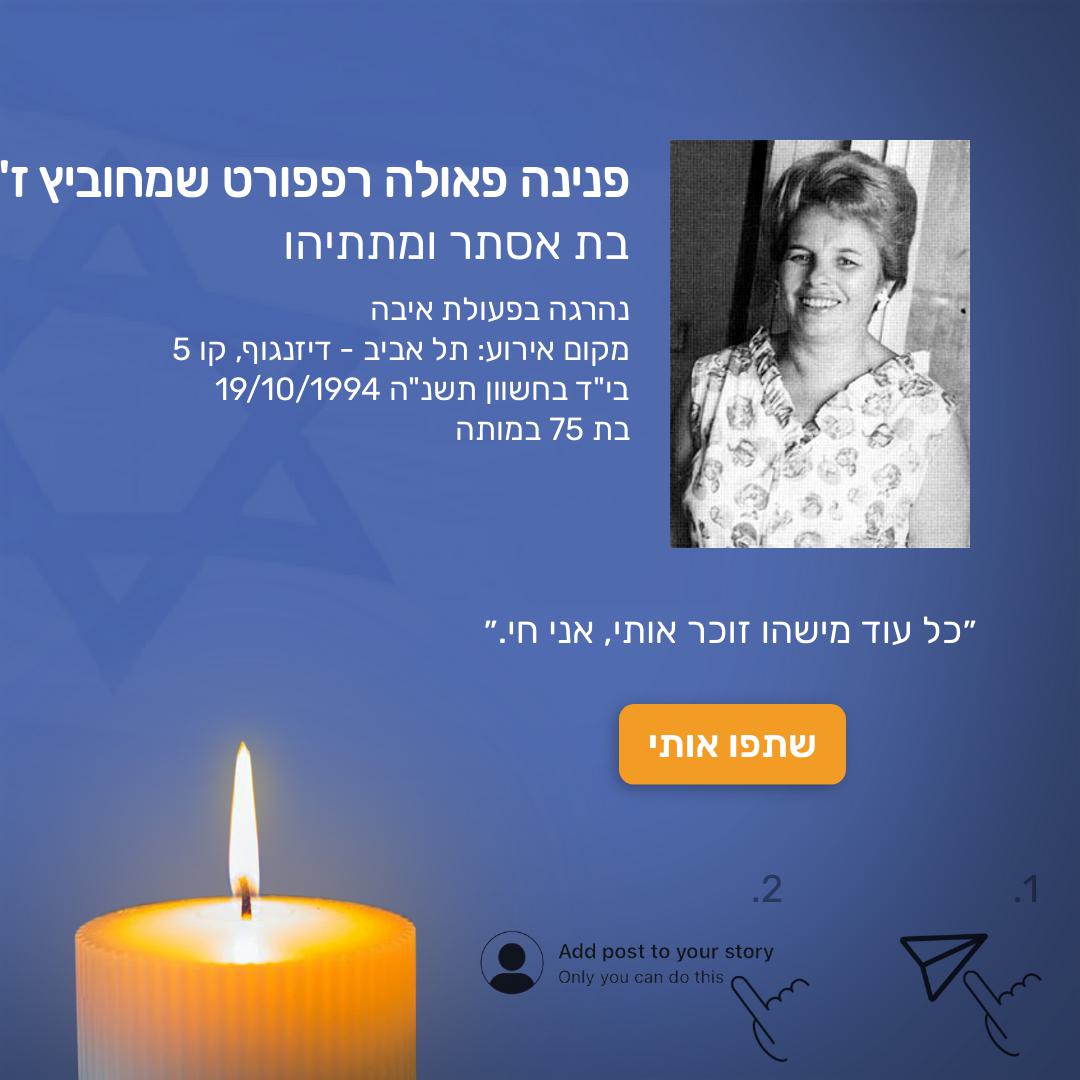 פנינה פאולה רפפורט שמחוביץ ז'
בת אסתר ומתתיהו
נהרגה בפעולת איבה
מקום אירוע: תל אביב - דיזנגוף, קו 5
בי"ד בחשוון תשנ"ה 19/10/1994
בת 75 במותה
״כל עוד מישהו זוכר אותי, אני חי.״
שתפו אותי
1.
2.
Add post to your story
Only you can do this